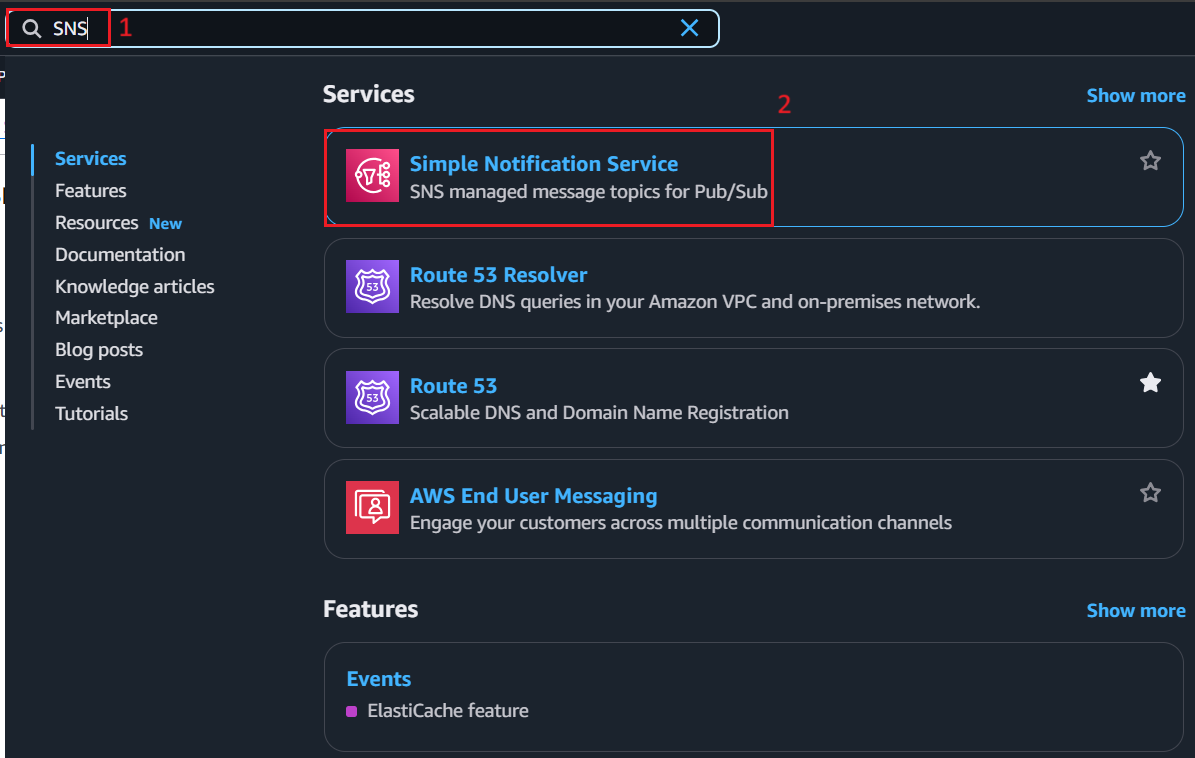 SNS
1
Services
Show more
2
Services
Features
Resources New
Documentation
Knowledge articles
Marketplace
Blog posts
Events
Tutorials
Simple Notification Service
SNS managed message topics for Pub/Sub
53
Route 53 Resolver
Resolve DNS queries in your Amazon VPC and on-premises network.
53
Route 53
Scalable DNS and Domain Name Registration
AWS End User Messaging
Engage your customers across multiple communication channels
Features
Show more
Events
ElastiCache feature